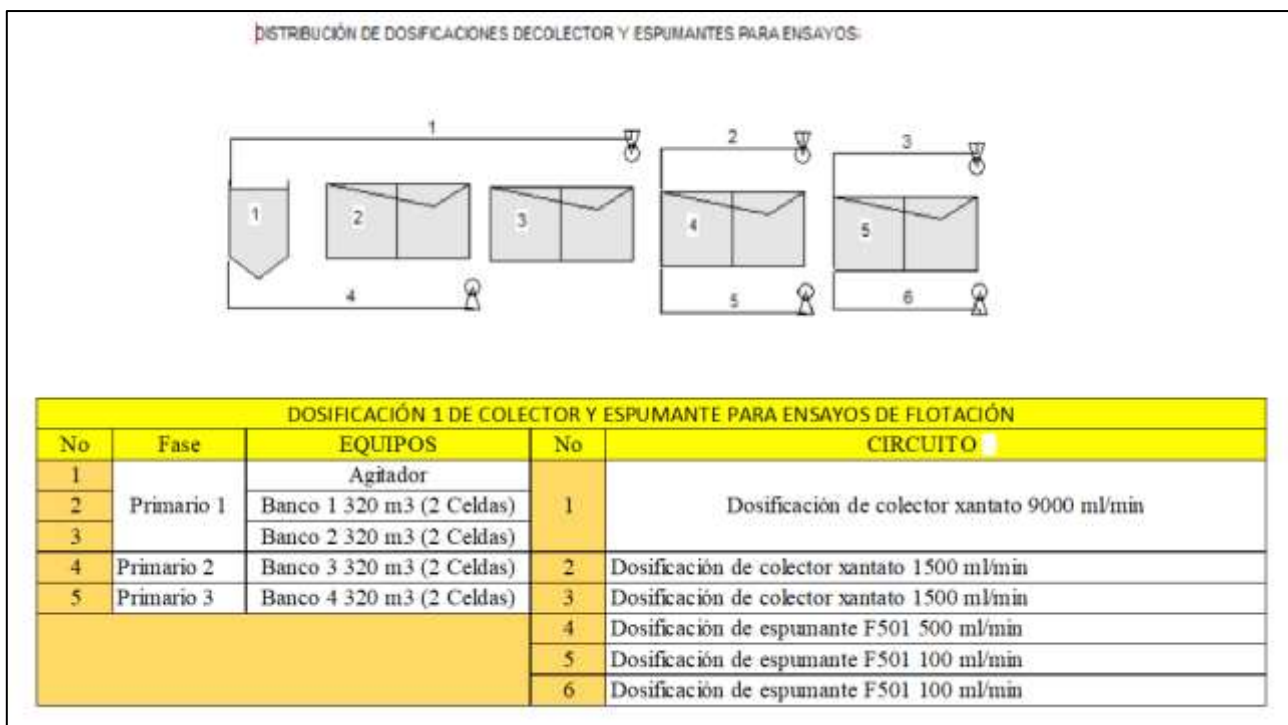 DISTRIBUCIÓN DE DOSIFICACIONES DECOLECTOR Y ESPUMANTES PARA ENSAYOS:
1
2
3
1
2
3
4
5
4
5
6
DOSIFICACIÓN 1 DE COLECTOR Y ESPUMANTE PARA ENSAYOS DE FLOTACIÓN
No Fase EQUIPOS No CIRCUITO
1 Primario 1 Agitador 1 Dosificación de colector xantato 9000 ml/min
2 Banco 1 320 m3 (2 Celdas)
3 Banco 2 320 m3 (2 Celdas)
4 Primario 2 Banco 3 320 m3 (2 Celdas) 2 Dosificación de colector xantato 1500 ml/min
5 Primario 3 Banco 4 320 m3 (2 Celdas) 3 Dosificación de colector xantato 1500 ml/min
4 Dosificación de espumante F501 500 ml/min
5 Dosificación de espumante F501 100 ml/min
6 Dosificación de espumante F501 100 ml/min